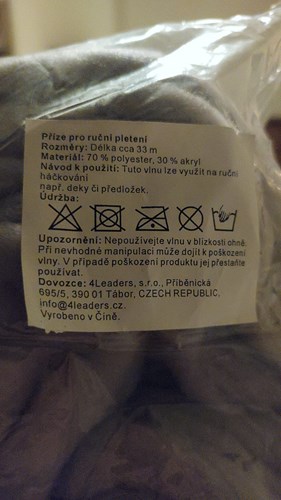 Příze pro ruční pletení
Rozměry: Délka cca 33 m
Materiál: 70 % polyester, 30 % akryl
Návod k použití: Tuto vlnu lze využít na ruční
háčkování
např. deky či předložek.
Údržba:
Upozornění: Nepoužívejte vlnu v blízkosti ohně.
Při nevhodné manipulaci může dojít k poškození
vlny. V případě poškození produktu jej přestaňte
používat.
Dovozce: 4Leaders, s.r.o., Příběnická
695/5, 390 01 Tábor, CZECH REPUBLIC,
info@4leaders.cz.
Vyrobeno v Číně.